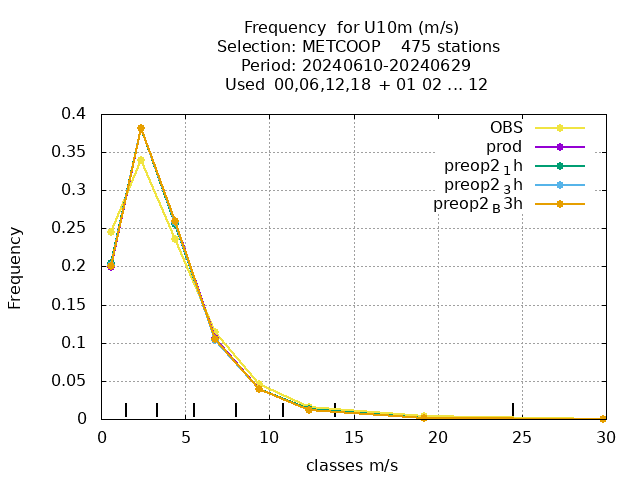 Frequency for U10m (m/s)
Selection: METCOOP 475 stations
Period: 20240610-20240629
Used 00,06,12,18 + 01 02 ... 12
OBS
prod
preop2 1h
preop2 3h
preop2 B3h
0.4
0.35
0.3
0.25
0.2
0.15
0.1
0.05
0
Frequency
0 5 10 15 20 25 30
classes m/s